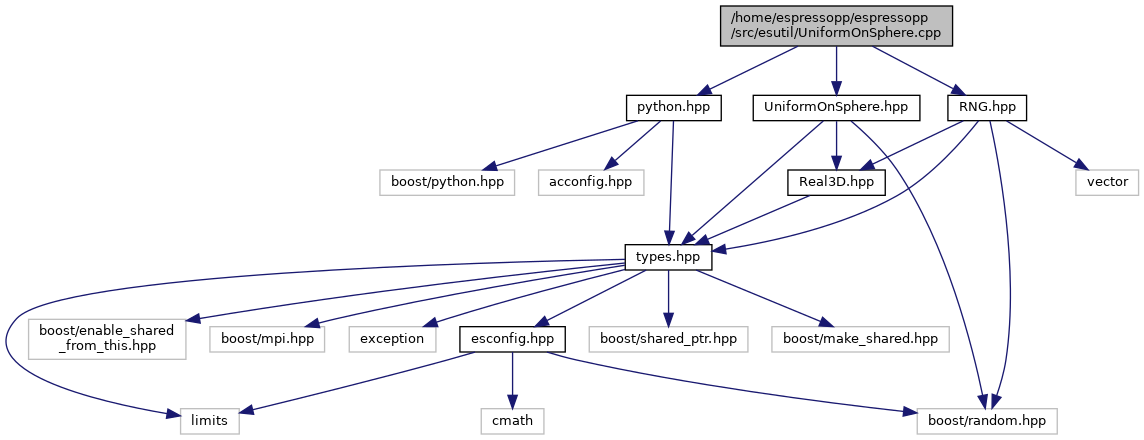 /home/espressopp/espressopp
/src/esutil/UniformOnSphere.cpp
python.hpp
UniformOnSphere.hpp
RNG.hpp
boost/python.hpp
acconfig.hpp
Real3D.hpp
vector
types.hpp
boost/enable_shared
_from_this.hpp
boost/mpi.hpp
exception
esconfig.hpp
boost/shared_ptr.hpp
boost/make_shared.hpp
limits
cmath
boost/random.hpp